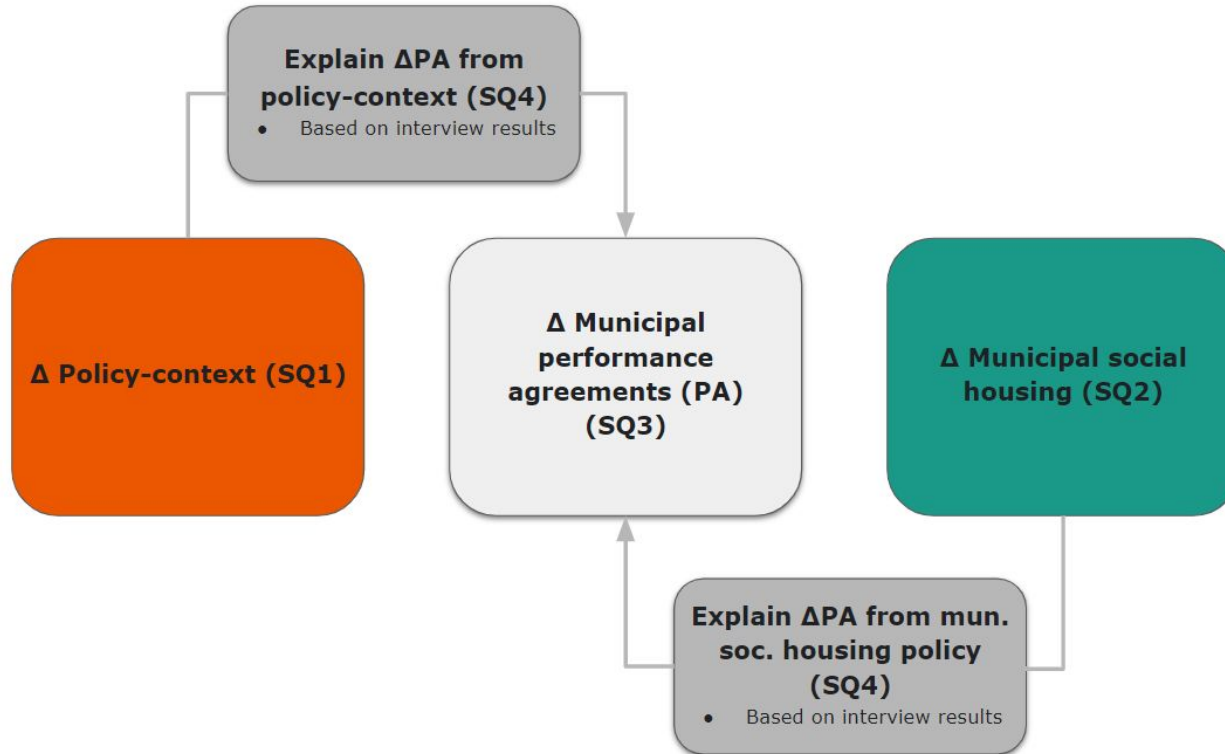 Explain ΔPA from
policy-context (SQ4)
● Based on interview results
Δ Policy-context (SQ1)
Δ Municipal
performance
agreements (PA)
(SQ3)
Δ Municipal social
housing (SQ2)
Explain ΔPA from mun.
soc. housing policy
(SQ4)
● Based on interview results